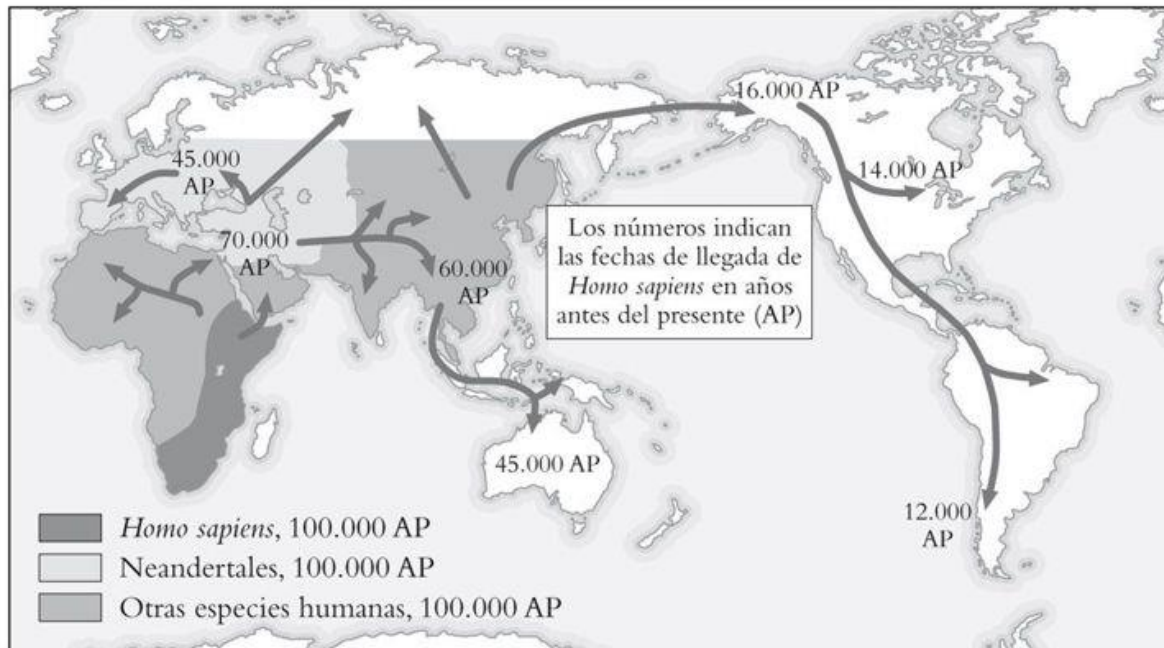 16.000 AP
45.000
AP
14.000 AP
70.000
AP
60.000
AP
Los números indican
las fechas de llegada de
Homo sapiens en años
antes del presente (AP)
45.000 AP
12.000
AP
Homo sapiens, 100.000 AP
Neandertales, 100.000 AP
Otras especies humanas, 100.000 AP